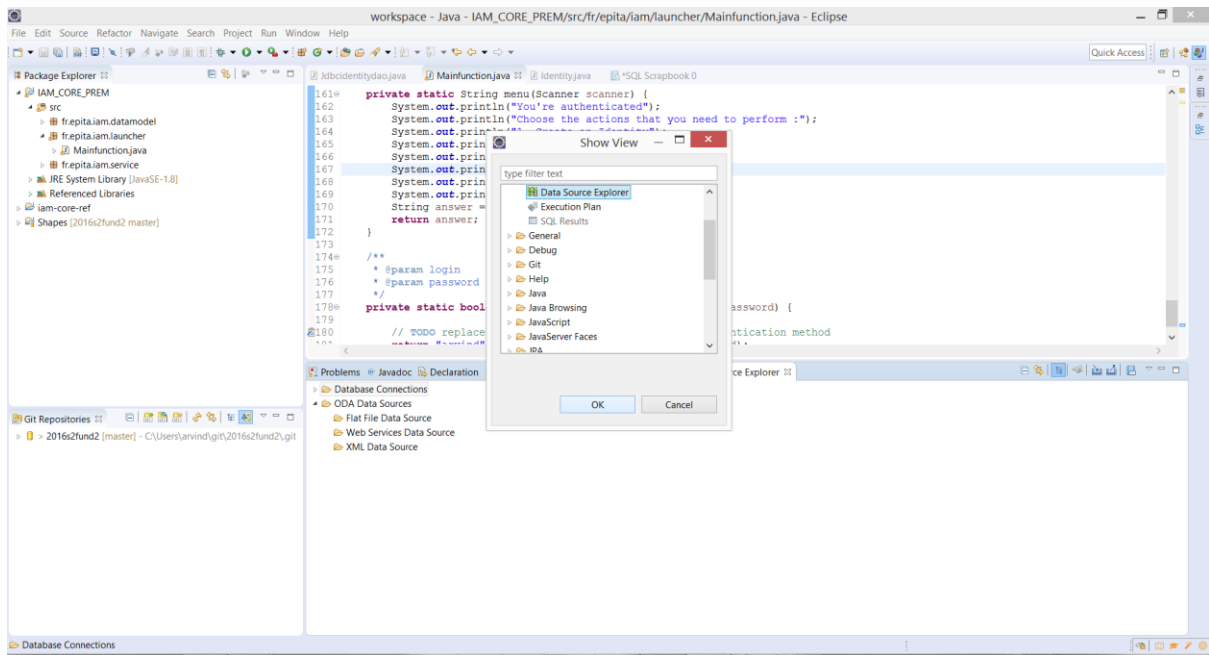 workspace - Java - IAM_CORE_PREM/src/fr/epita/iam/launcher/Mainfunction.java - Eclipse
File Edit Source Refactor Navigate Search Project Run Window Help
Quick Access
Package Explorer
IAM_CORE_PREM
src
fr.epita.iam.datamodel
fr.epita.iam.launcher
Mainfunction.java
fr.epita.iam.service
JRE System Library [JavaSE-1.8]
Referenced Libraries
iam-core-ref
Shapes [2016s2fund2 master]
Git Repositories
> 2016s2fund2 [master] - C:\Users\arvind\git\2016s2fund2\.git
Jdbcidentitydao.java Mainfunction.java Identity.java *SQL Scrapbook 0
161 private static String menu(Scanner scanner) {
162 System.out.println("You're authenticated");
163 System.out.println("Choose the actions that you need to perform :");
164 System.out.println("1. Create an Identity");
165 System.out.prin
166 System.out.prin
167 System.out.prin
168 System.out.prin
169 System.out.prin
170 String answer =
171 return answer;
172 }
173
174 /**
175 * @param login
176 * @param password
177 */
178 private static bool assword) {
179
180 // TODO replace ntication method
Show View
type filter text
Data Source Explorer
Execution Plan
SQL Results
General
Debug
Git
Help
Java
Java Browsing
JavaScript
JavaServer Faces
JPA
OK Cancel
Problems Javadoc Declaration rce Explorer
Database Connections
ODA Data Sources
Flat File Data Source
Web Services Data Source
XML Data Source
Database Connections